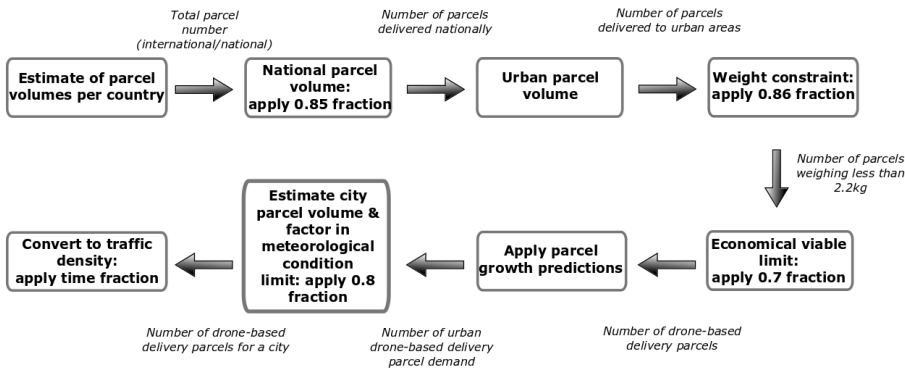 Total parcel
number
(international/national)
Number of parcels
delivered nationally
Number of parcels
delivered to urban areas
Estimate of parcel
volumes per country
National parcel
volume:
apply 0.85 fraction
Urban parcel
volume
Weight constraint:
apply 0.86 fraction
Number of parcels
weighing less than
2.2kg
Economical viable
limit:
apply 0.7 fraction
Apply parcel
growth predictions
Estimate city
parcel volume &
factor in
meteorological
condition
limit: apply 0.8
fraction
Convert to traffic
density:
apply time fraction
Number of drone-based
delivery parcels
Number of urban
drone-based delivery
parcel demand
Number of drone-based
delivery parcels for a city